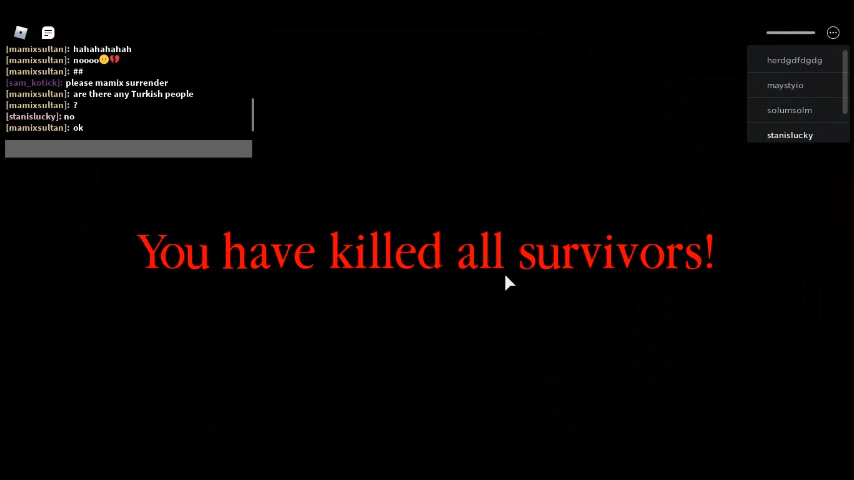 [mamixsultan]: hahahahahah
[mamixsultan]: noooo🥺💔
[mamixsultan]: ##
[sam_kotick]: please mamix surrender
[mamixsultan]: are there any Turkish people
[mamixsultan]: ?
[stanislucky]: no
[mamixsultan]: ok
herdgdfdgdg
maystyio
solumsolm
stanislucky
You have killed all survivors!